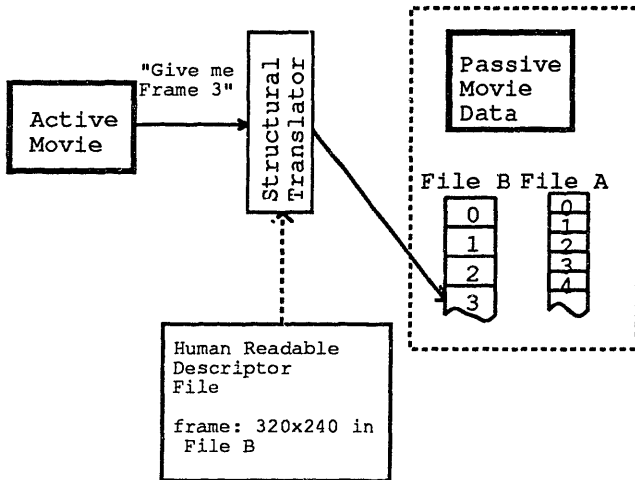 "Give me
Frame 3"
Active
Movie
Structural
Translator
Passive
Movie
Data
File B File A
0
1
2
3
0
1
2
3
4
Human Readable
Descriptor
File
frame: 320x240 in
File B